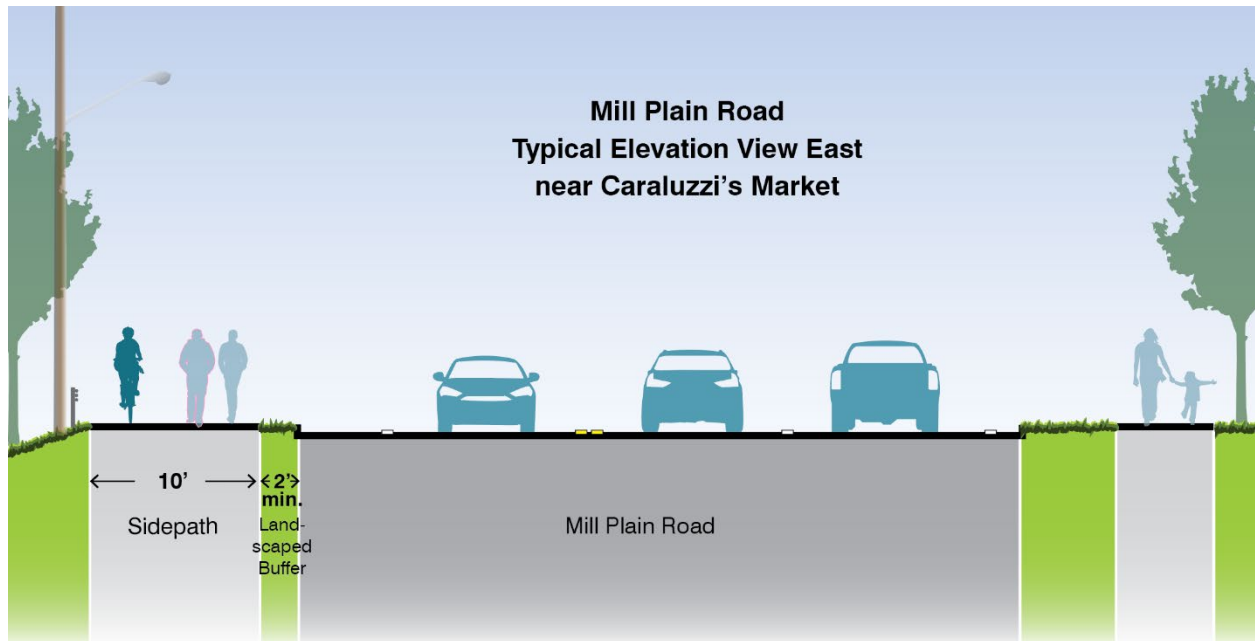 Mill Plain Road
Typical Elevation View East
near Caraluzzi's Market
10'
Sidepath
2'
min.
Land-
scaped
Buffer
Mill Plain Road